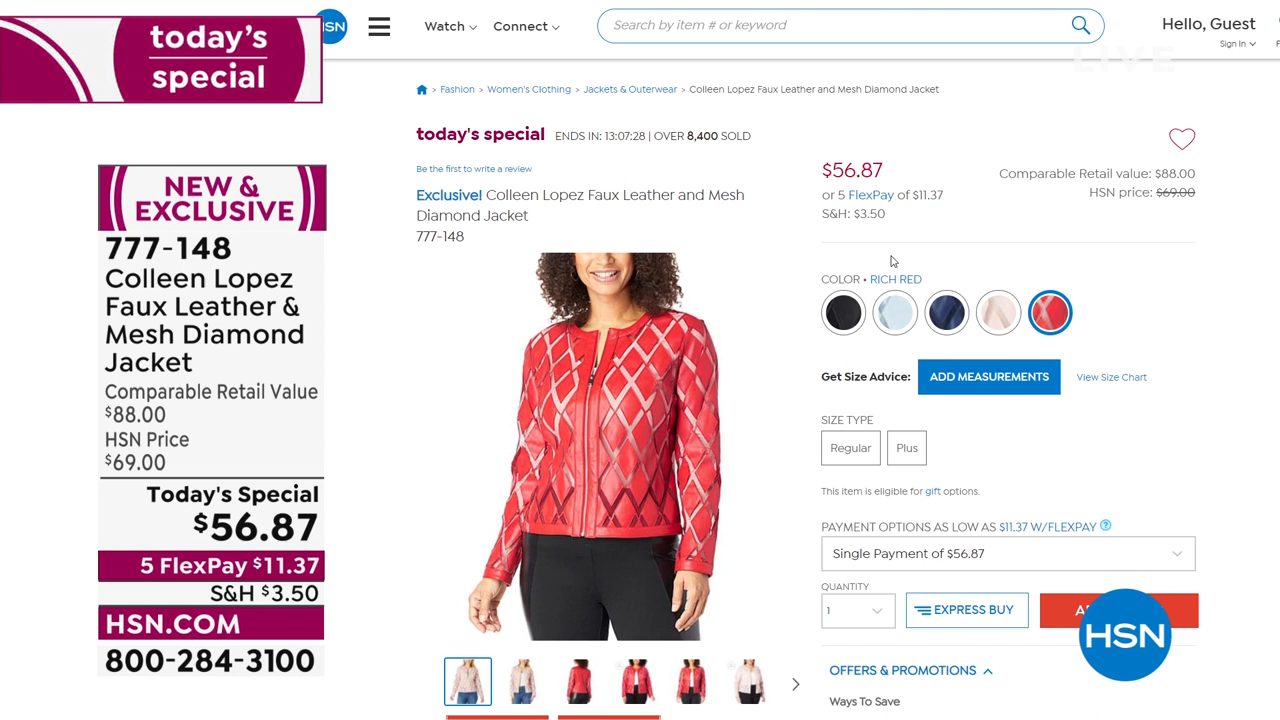 today's
special
HSN
Watch
Connect
Search by item # or keyword
Hello, Guest
Sign In
LIVE
> Fashion > Women's Clothing > Jackets & Outerwear > Colleen Lopez Faux Leather and Mesh Diamond Jacket
today's special ENDS IN: 13:07:28 | OVER 8,400 SOLD
Be the first to write a review
Exclusive! Colleen Lopez Faux Leather and Mesh
Diamond Jacket
777-148
$56.87
or 5 FlexPay of $11.37
S&H: $3.50
Comparable Retail value: $88.00
HSN price: $69.00
COLOR • RICH RED
Get Size Advice:
ADD MEASUREMENTS
View Size Chart
SIZE TYPE
Regular
Plus
This item is eligible for gift options.
PAYMENT OPTIONS AS LOW AS $11.37 W/FLEXPAY ?
Single Payment of $56.87
QUANTITY
1
EXPRESS BUY
HSN
OFFERS & PROMOTIONS
Ways To Save
NEW &
EXCLUSIVE
777-148
Colleen Lopez
Faux Leather &
Mesh Diamond
Jacket
Comparable Retail Value
$88.00
HSN Price
$69.00
Today's Special
$56.87
5 FlexPay $11.37
S&H $3.50
HSN.COM
800-284-3100